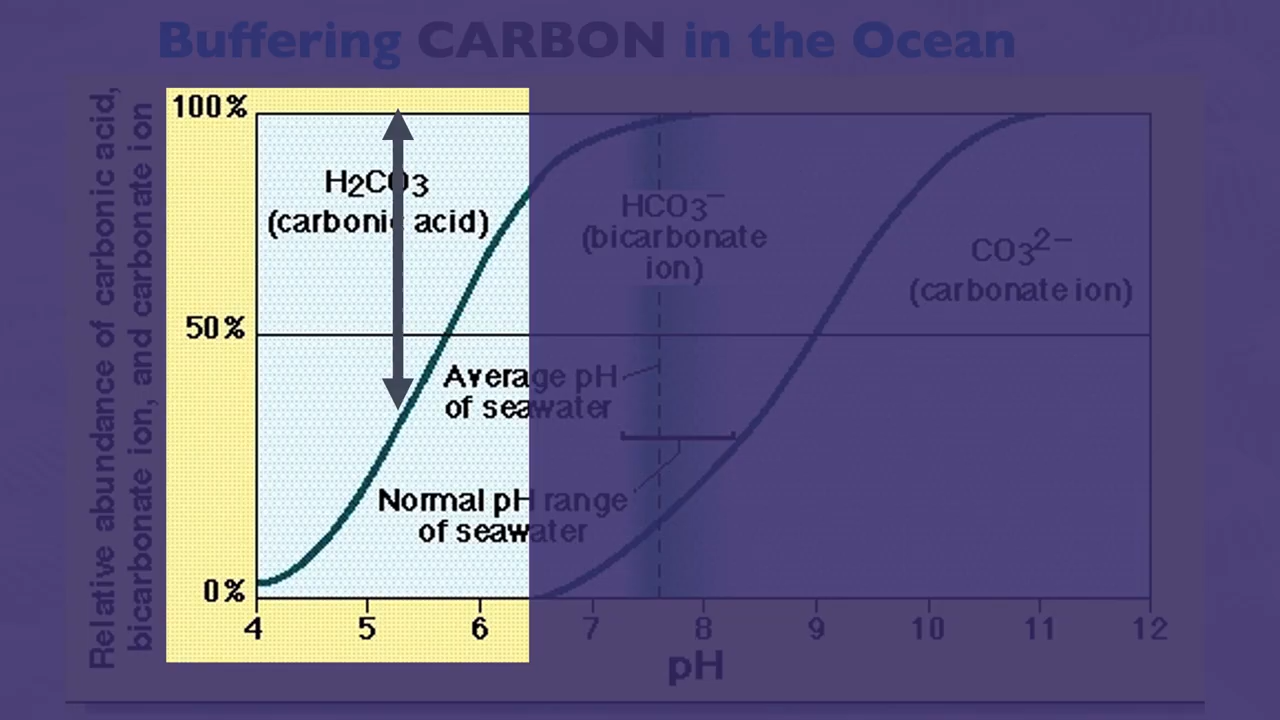 Buffering CARBON in the Ocean
Relative abundance of carbonic acid,
bicarbonate ion, and carbonate ion
100%
50%
0%
H2CO3
(carbonic acid)
HCO3−
(bicarbonate
ion)
CO3 2−
(carbonate ion)
Average pH
of seawater
Normal pH range
of seawater
4 5 6 7 8 9 10 11 12
pH